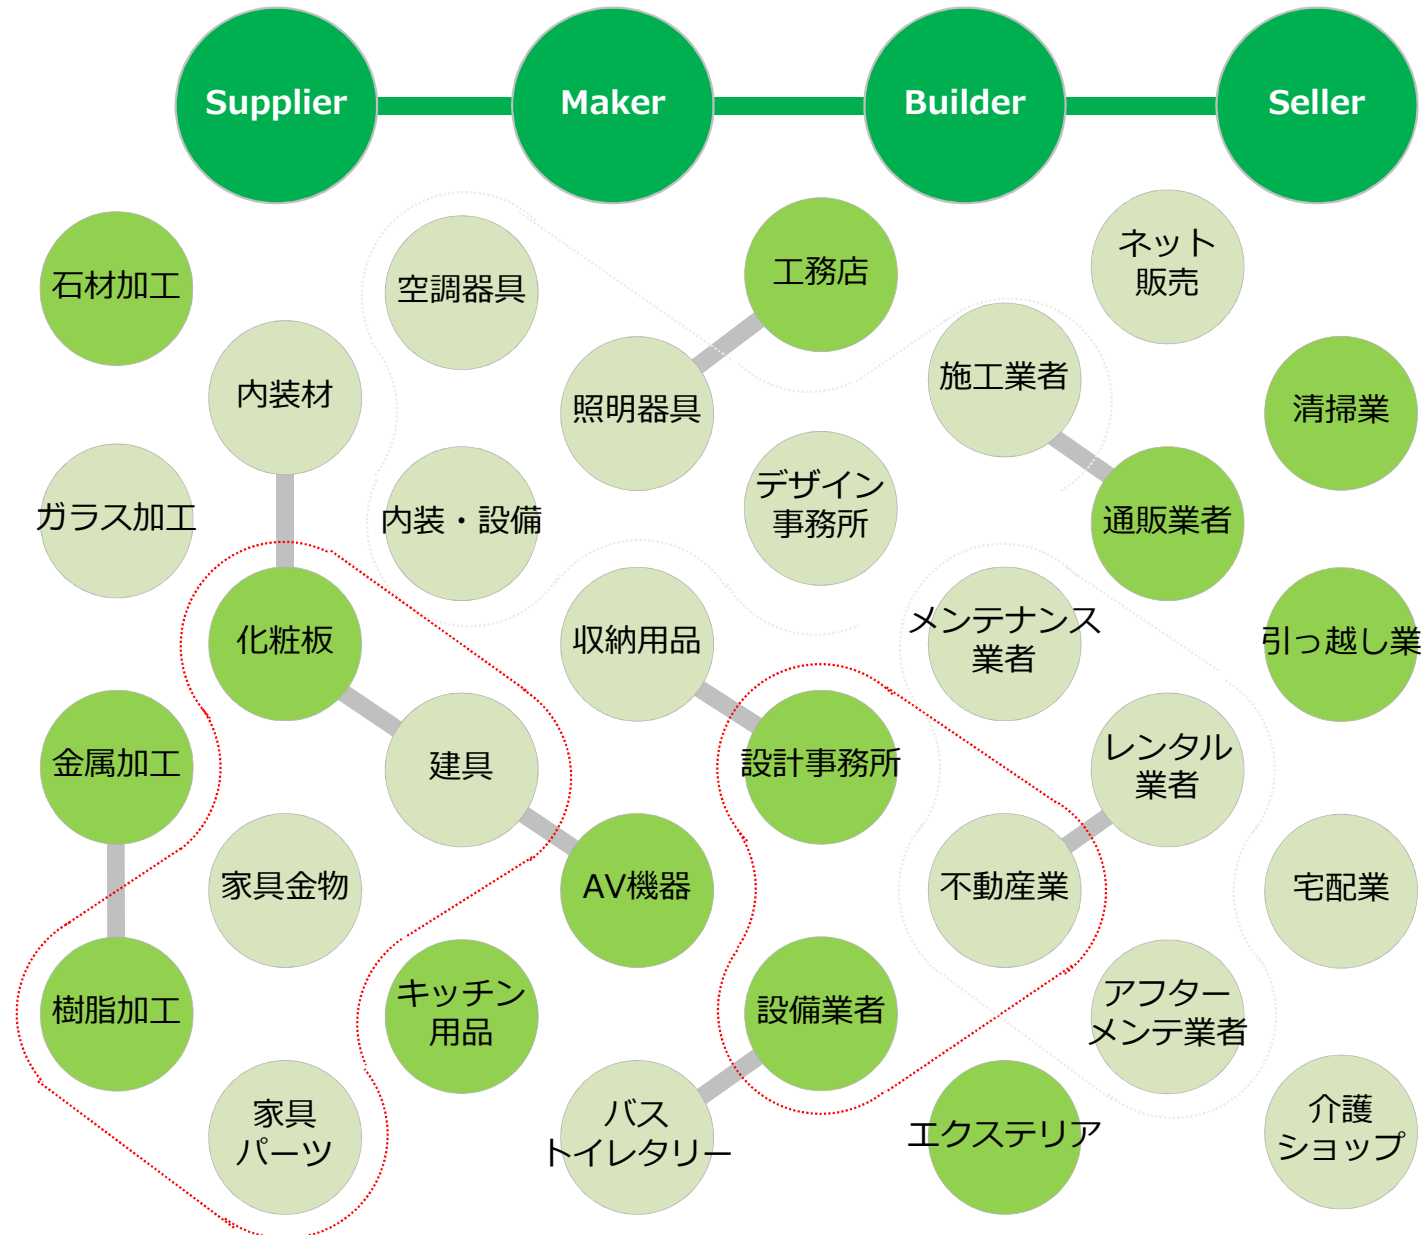 Supplier
Maker
Builder
Seller
石材加工
内装材
ガラス加工
化粧板
金属加工
家具金物
樹脂加工
家具
パーツ
空調器具
照明器具
内装・設備
収納用品
建具
AV機器
キッチン
用品
バス
トイレタリー
工務店
施工業者
デザイン
事務所
メンテナンス
業者
設計事務所
不動産業
設備業者
エクステリア
ネット
販売
清掃業
通販業者
引っ越し業
レンタル
業者
宅配業
アフター
メンテ業者
介護
ショップ